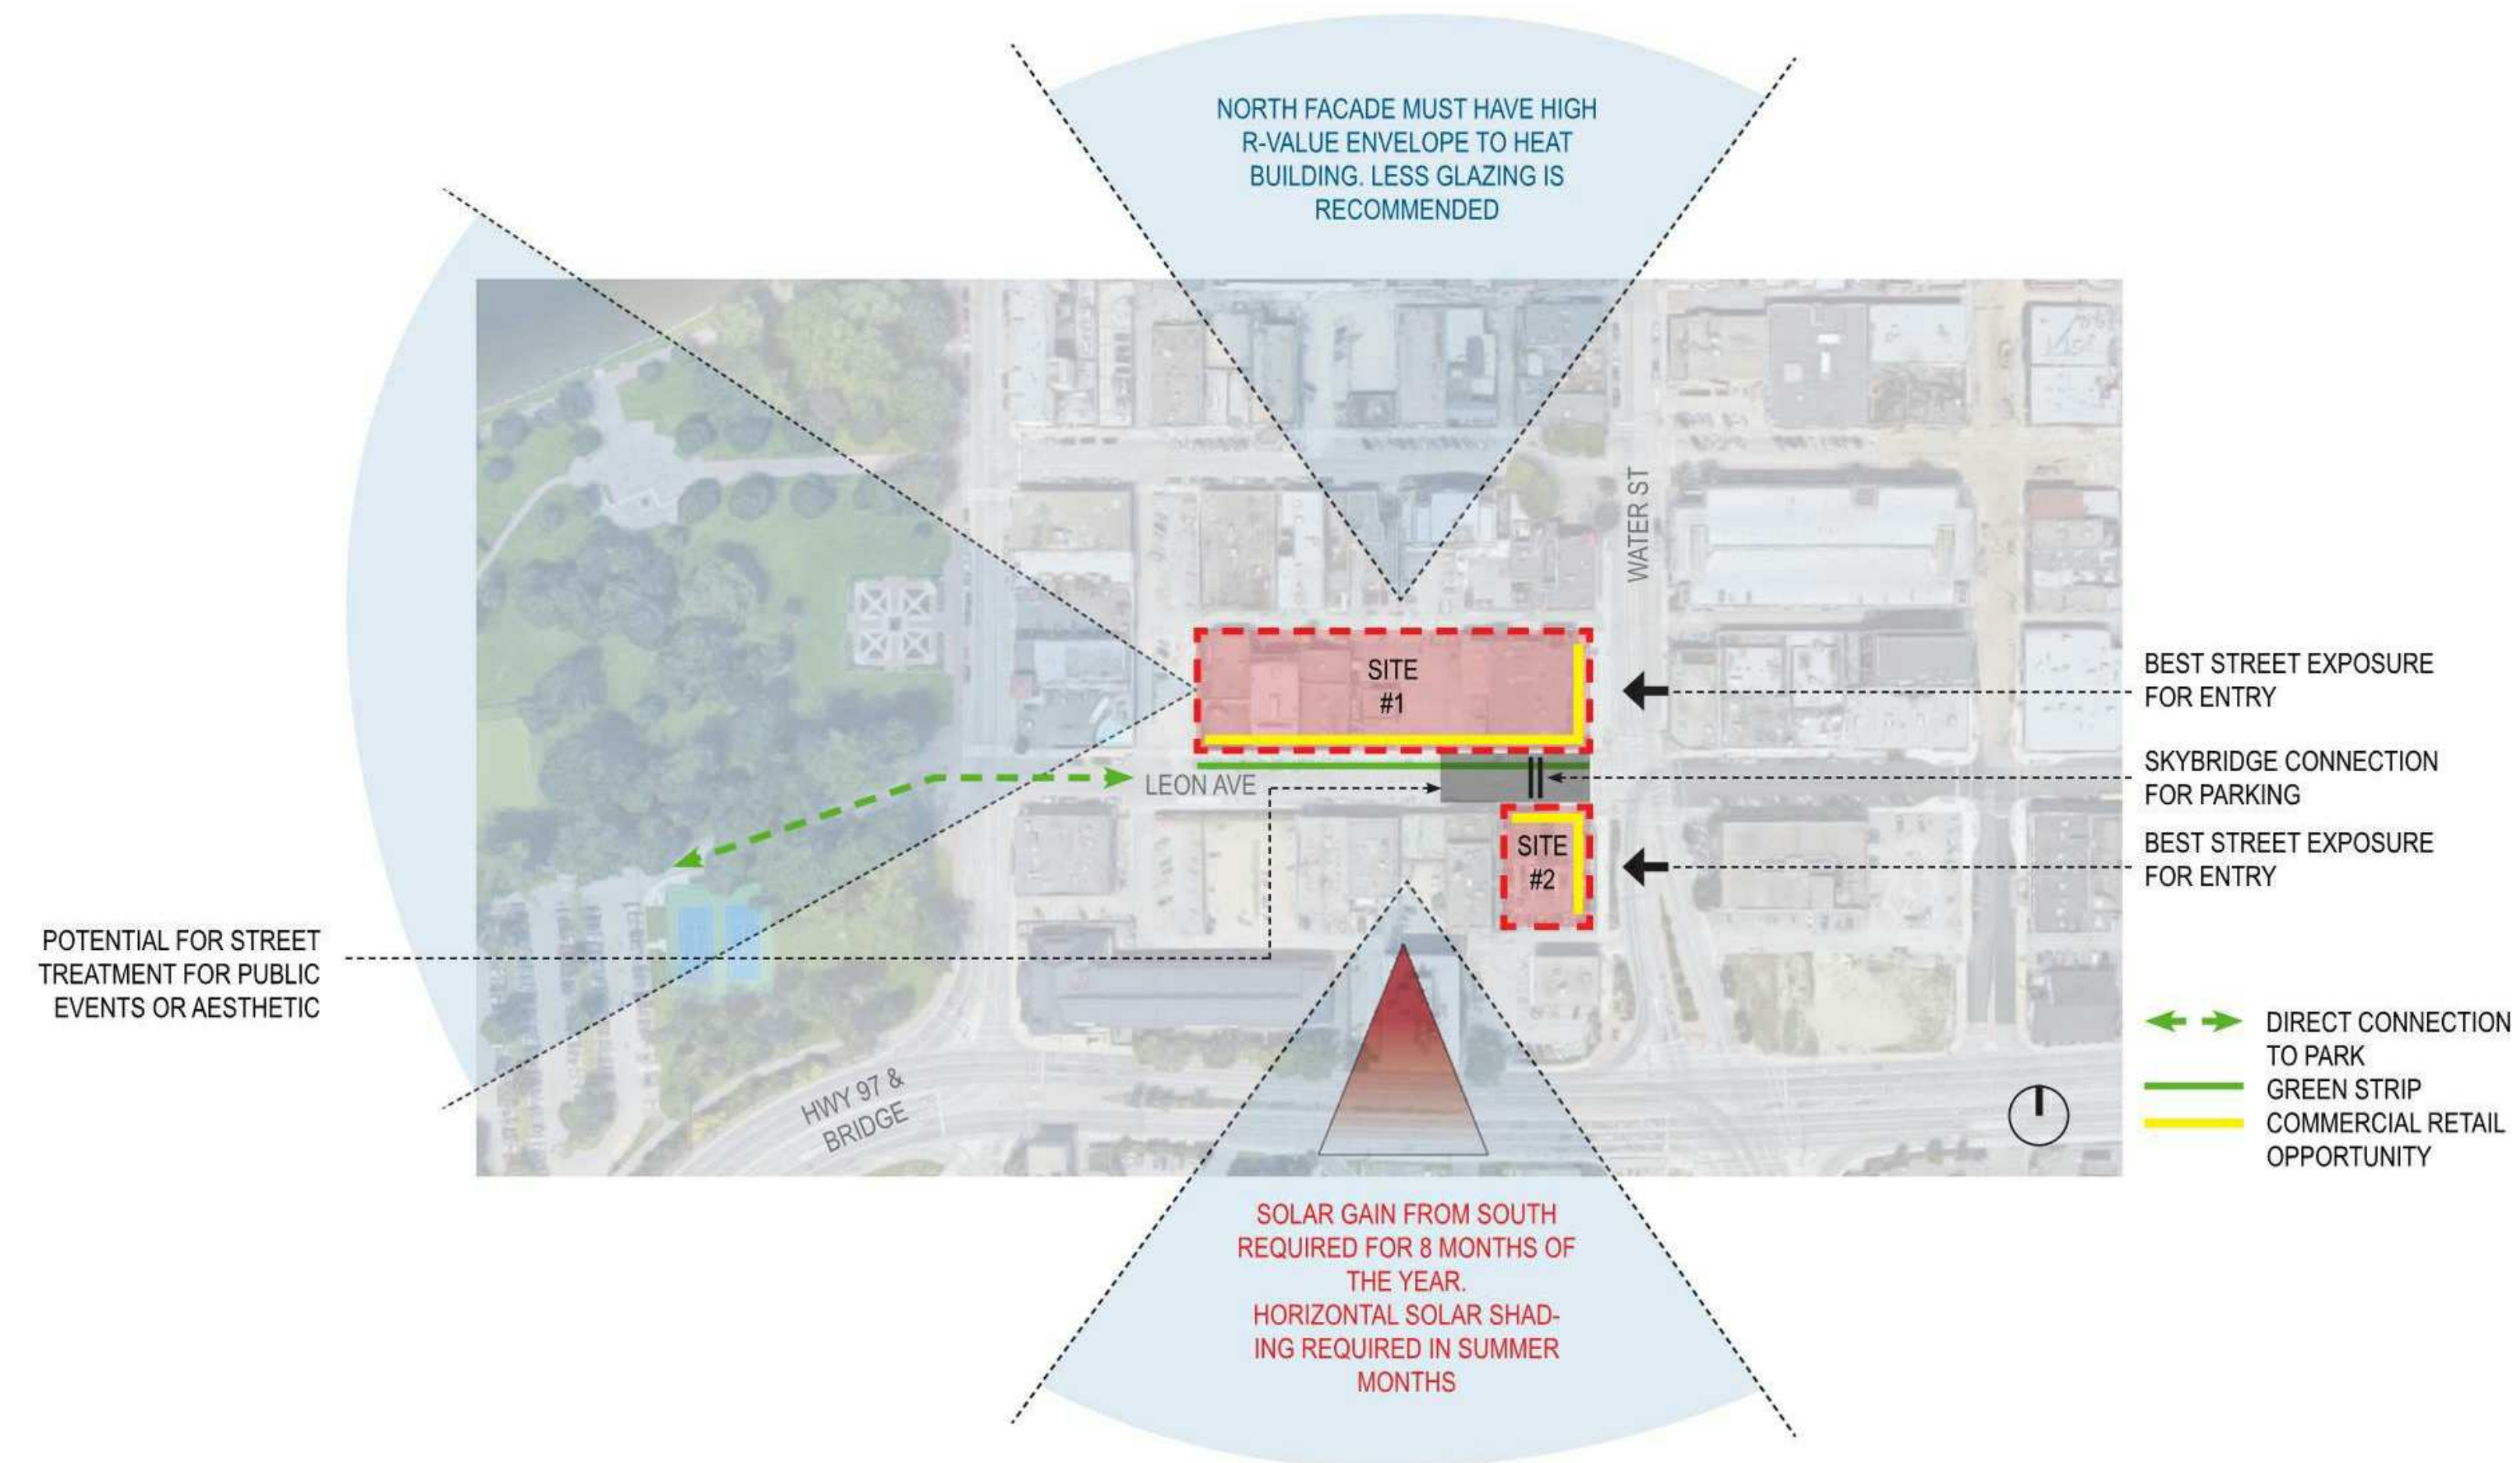 NORTH FACADE MUST HAVE HIGH
R-VALUE ENVELOPE TO HEAT
BUILDING. LESS GLAZING IS
RECOMMENDED
WATER ST
SITE
#1
BEST STREET EXPOSURE
FOR ENTRY
LEON AVE
SKYBRIDGE CONNECTION
FOR PARKING
SITE
#2
BEST STREET EXPOSURE
FOR ENTRY
POTENTIAL FOR STREET
TREATMENT FOR PUBLIC
EVENTS OR AESTHETIC
HWY 97 &
BRIDGE
DIRECT CONNECTION
TO PARK
GREEN STRIP
COMMERCIAL RETAIL
OPPORTUNITY
SOLAR GAIN FROM SOUTH
REQUIRED FOR 8 MONTHS OF
THE YEAR.
HORIZONTAL SOLAR SHAD-
ING REQUIRED IN SUMMER
MONTHS